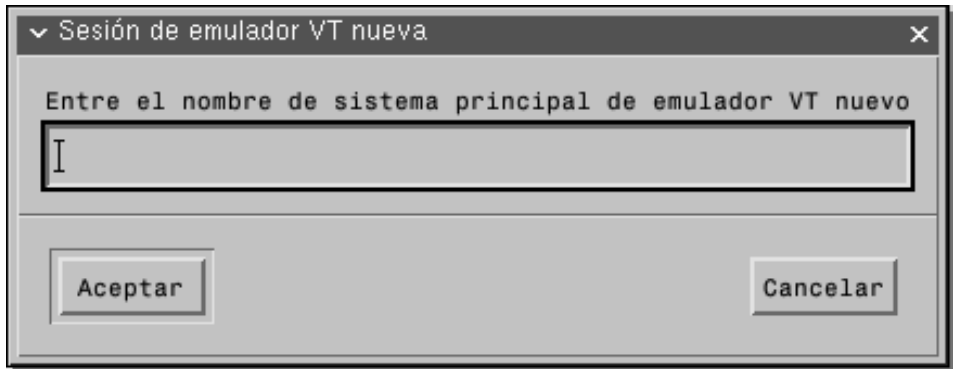 Sesión de emulador VT nueva
Entre el nombre de sistema principal de emulador VT nuevo
Aceptar
Cancelar